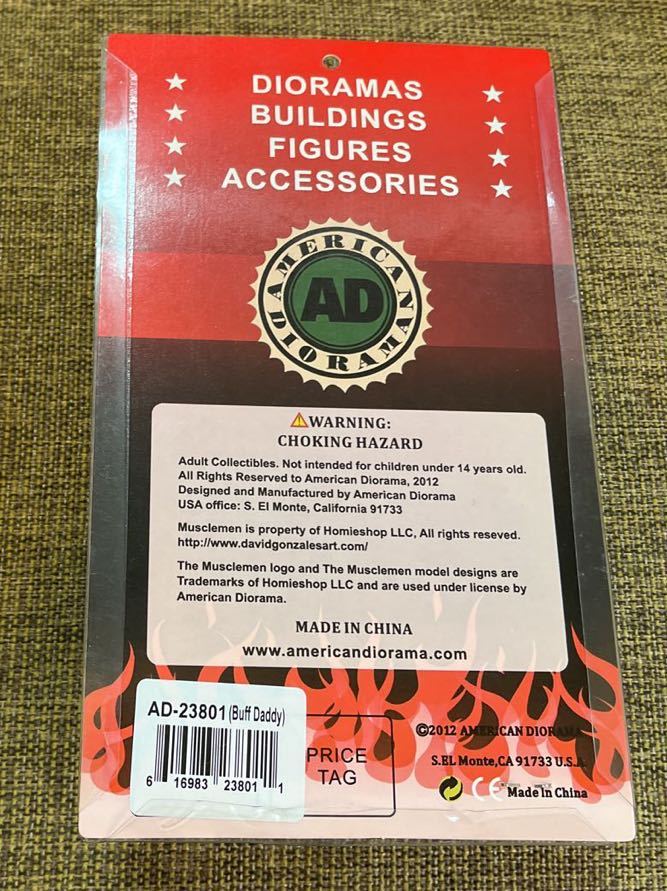 DIORAMAS
BUILDINGS
FIGURES
ACCESSORIES
AMERICAN
AD
DIORAMA
WARNING:
CHOKING HAZARD
Adult Collectibles. Not intended for children under 14 years old.
All Rights Reserved to American Diorama, 2012
Designed and Manufactured by American Diorama
USA office: S. El Monte, California 91733
Musclemen is property of Homieshop LLC, All rights reseved.
http://www.davidgonzalesart.com/
The Musclemen logo and The Musclemen model designs are
Trademarks of Homieshop LLC and are used under license by
American Diorama.
MADE IN CHINA
www.americandiorama.com
AD-23801 (Buff Daddy)
6 16983 23801 1
PRICE
TAG
©2012 AMERICAN DIORAMA
S.EL Monte,CA 91733 U.S.A.
CE Made in China